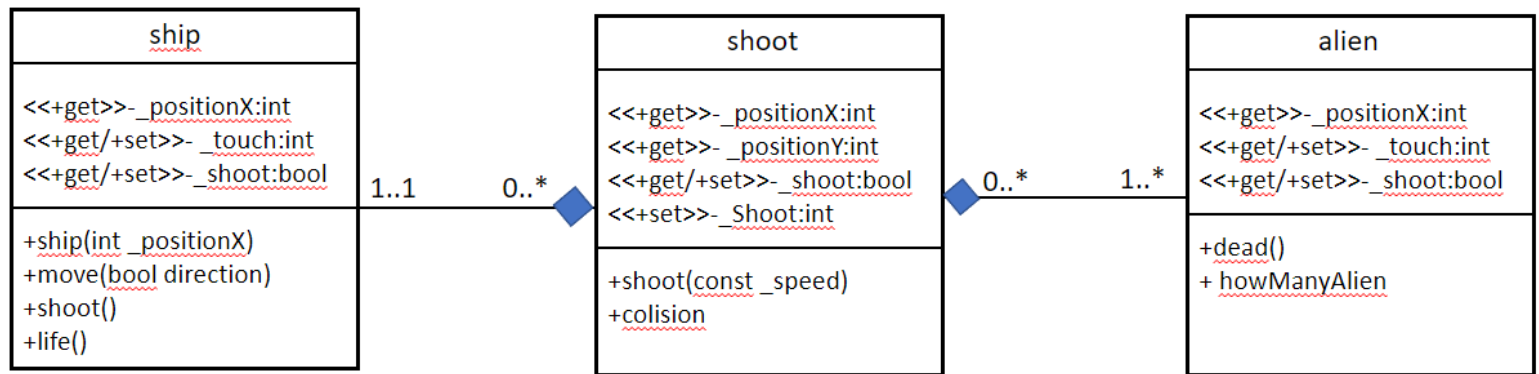 ship
<<+get>>-_positionX:int
<<+get/+set>>- _touch:int
<<+get/+set>>-_shoot:bool
+ship(int _positionX)
+move(bool direction)
+shoot()
+life()
1..1
0..*
shoot
<<+get>>-_positionX:int
<<+get>>- _positionY:int
<<+get/+set>>-_shoot:bool
<<+set>>-_Shoot:int
+shoot(const _speed)
+colision
0..*
1..*
alien
<<+get>>-_positionX:int
<<+get/+set>>- _touch:int
<<+get/+set>>-_shoot:bool
+dead()
+ howManyAlien